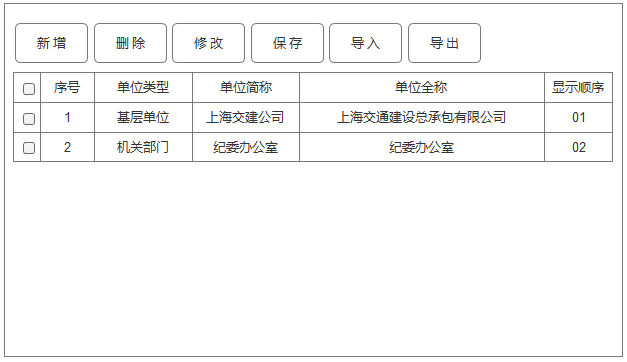 新 增 删 除 修 改 保 存 导 入 导 出
序号 单位类型 单位简称 单位全称 显示顺序
1 基层单位 上海交建公司 上海交通建设总承包有限公司 01
2 机关部门 纪委办公室 纪委办公室 02